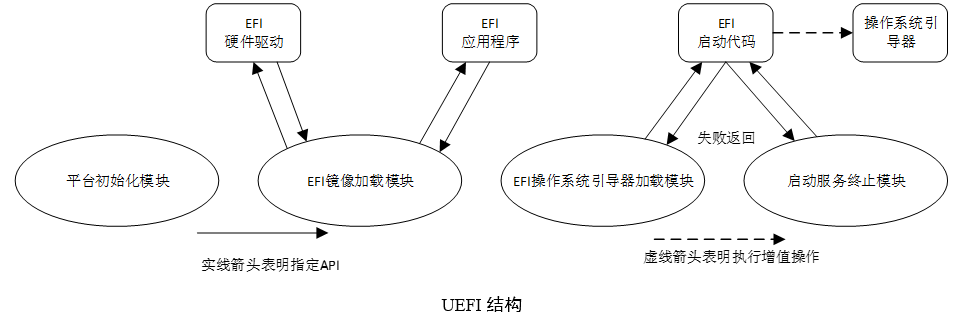 EFI
硬件驱动
EFI
应用程序
EFI
启动代码
操作系统引
导器
失败返回
平台初始化模块
EFI镜像加载模块
EFI操作系统引导器加载模块
启动服务终止模块
实线箭头表明指定API
虚线箭头表明执行增值操作
UEFI 结构